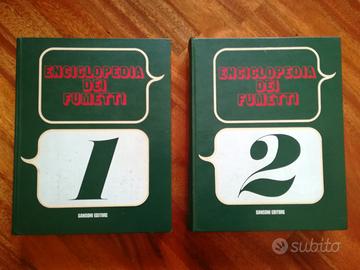 ENCICLOPEDIA
DEI
FUMETTI
1
SANSONI EDITORE
ENCICLOPEDIA
DEI
FUMETTI
2
SANSONI EDITORE
subito